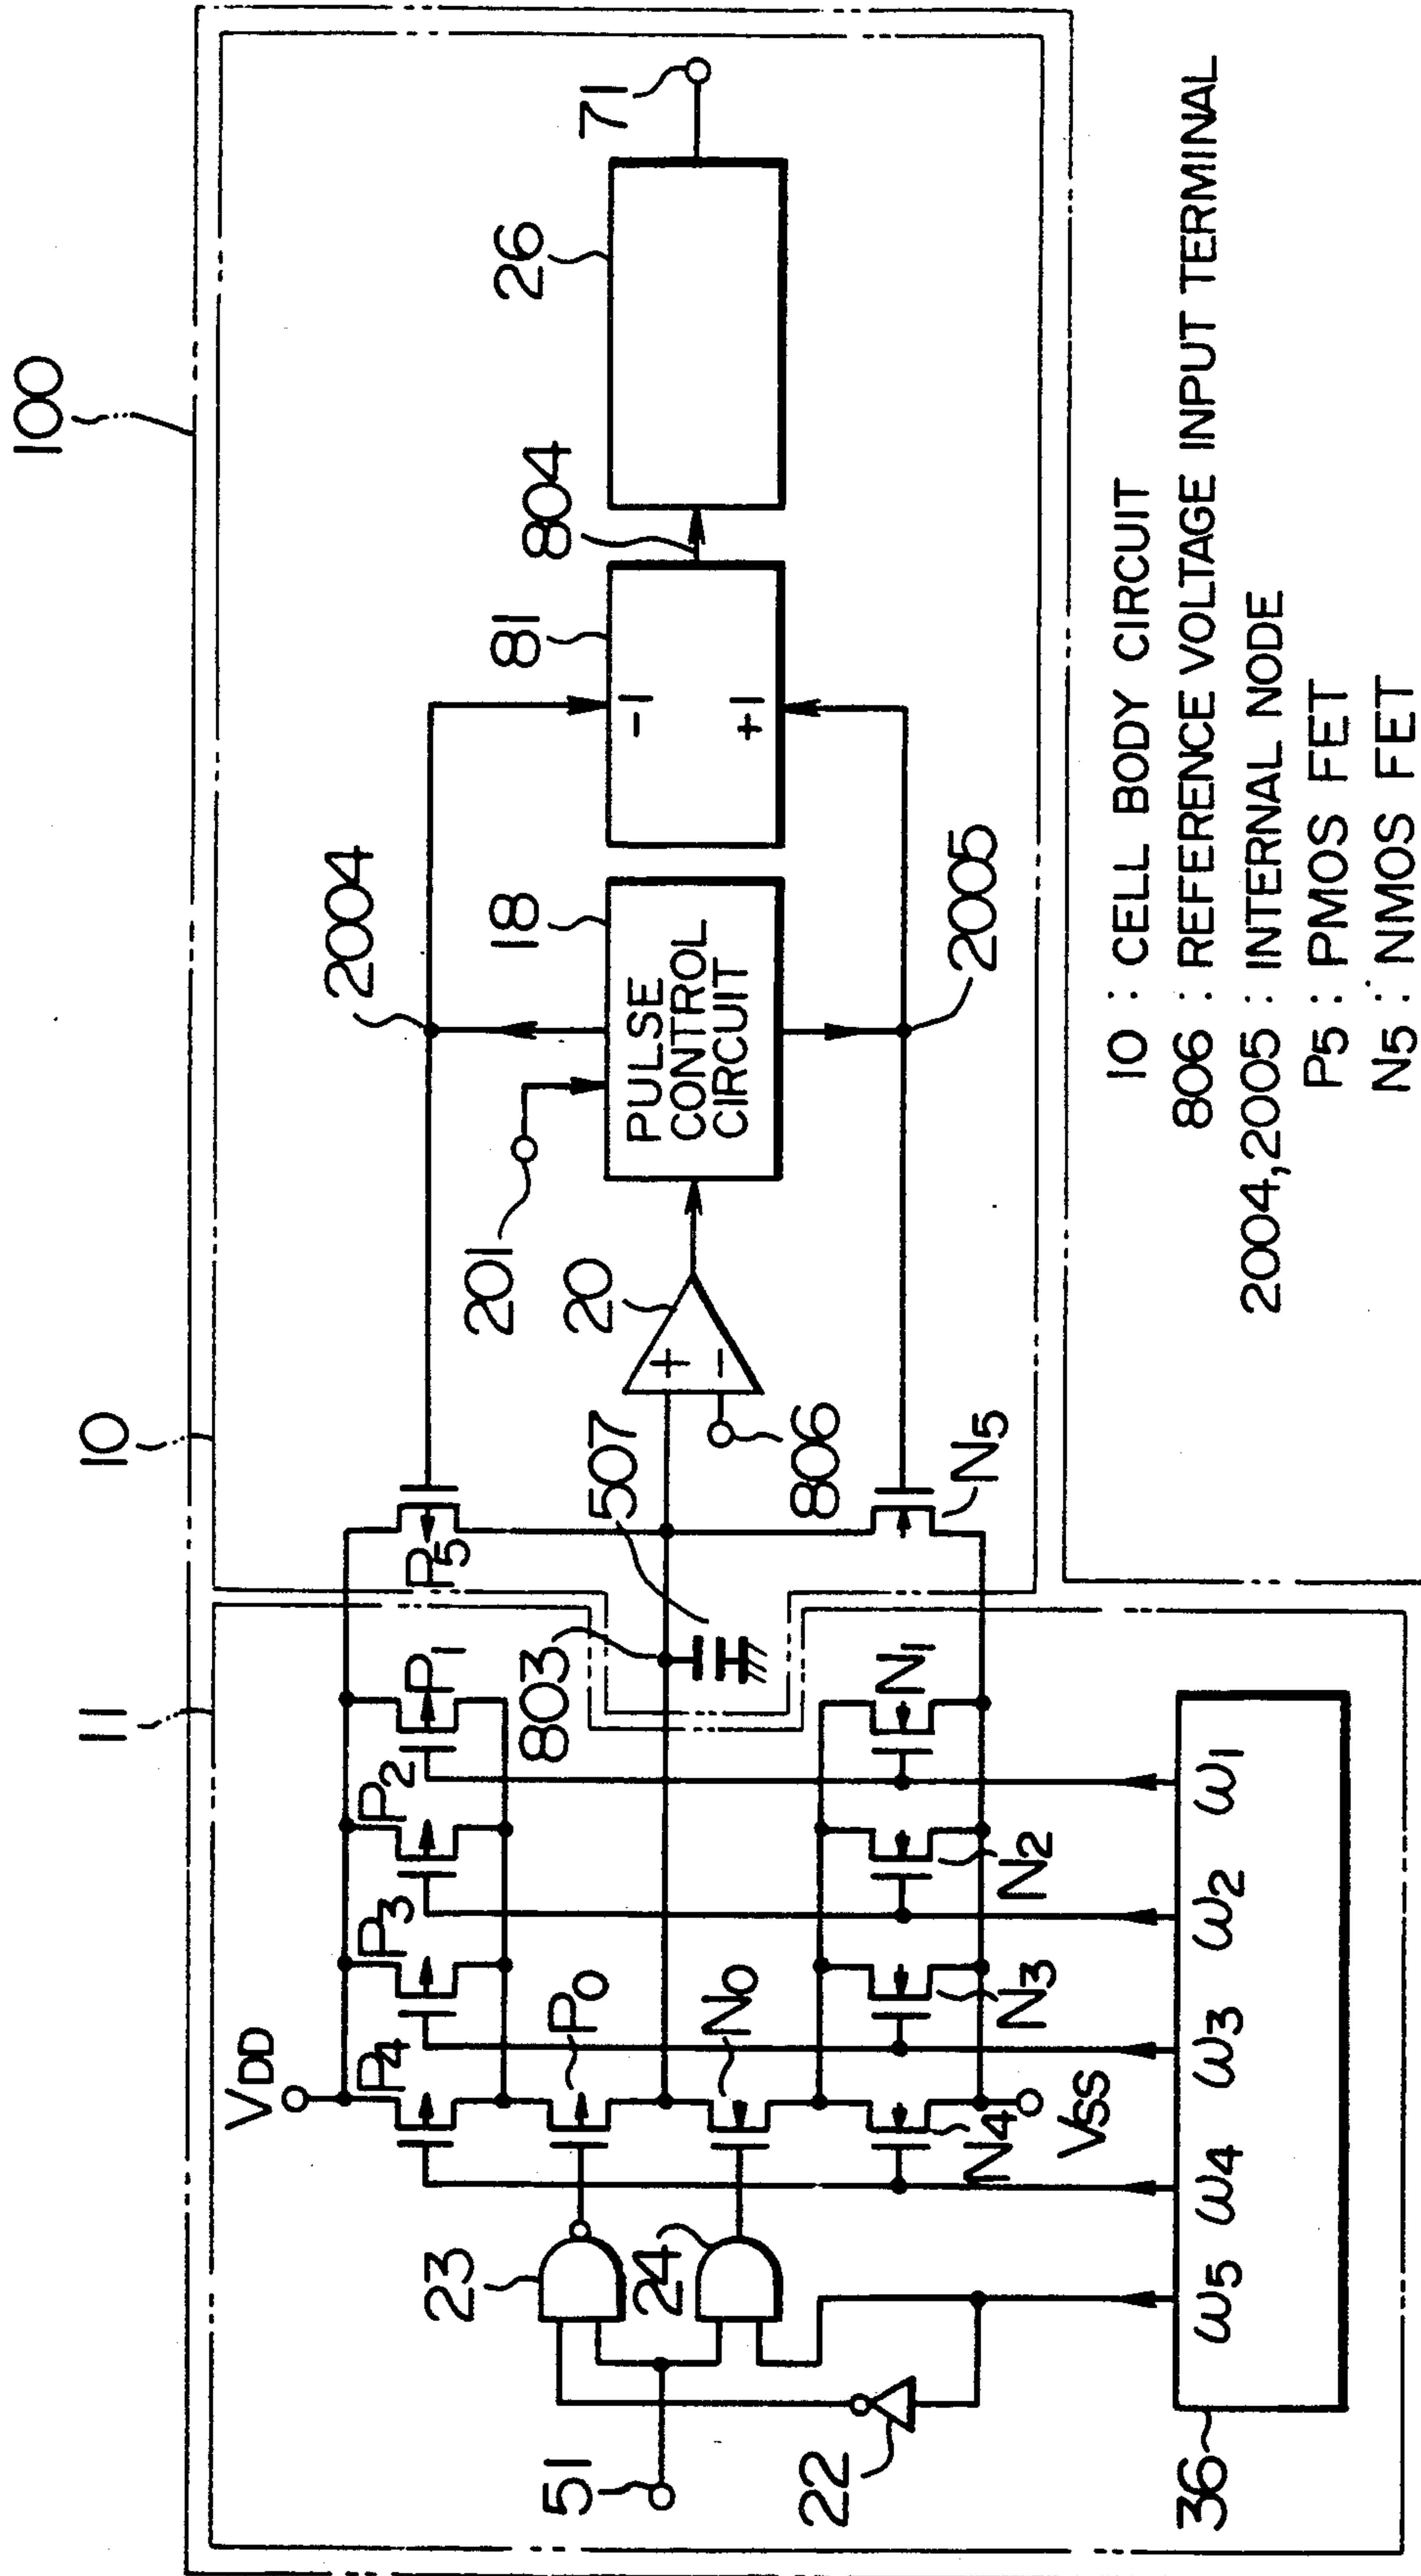 100
10
11
VDD
P4
P3
P2
P1
P5
2004
201
18
81
804
26
71
23
P0
803
507
20
PULSE
CONTROL
CIRCUIT
-1
+1
+
-
51
24
N0
806
22
N4
N3
N2
N1
N5
2005
VSS
36
ω5
ω4
ω3
ω2
ω1
10 : CELL BODY CIRCUIT
806 : REFERENCE VOLTAGE INPUT TERMINAL
2004,2005 : INTERNAL NODE
P5 : PMOS FET
N5 : NMOS FET